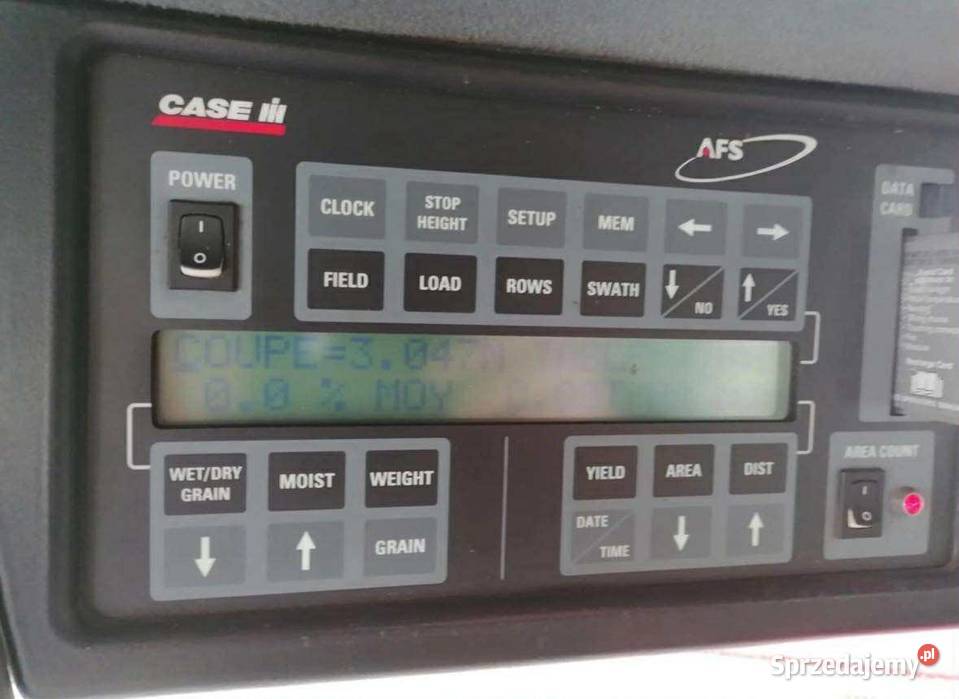 CASE IH
AFS
POWER
I
O
CLOCK
STOP HEIGHT
SETUP
MEM
←
→
FIELD
LOAD
ROWS
SWATH
↓ / NO
↑ / YES
DATA
CARD
COUPE=3.047M
0.0 % MOY
WET/DRY GRAIN
MOIST
WEIGHT
↓
↑
GRAIN
YIELD
AREA
DIST
DATE / TIME
↓
↑
AREA COUNT
I
O
Sprzedajemy.pl